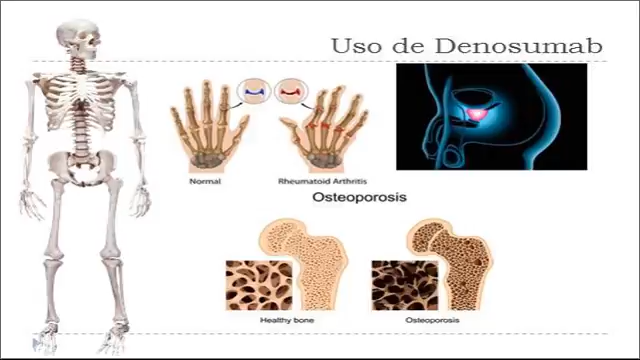 Uso de Denosumab
Normal
Rheumatoid Arthritis
Osteoporosis
Healthy bone
Osteoporosis